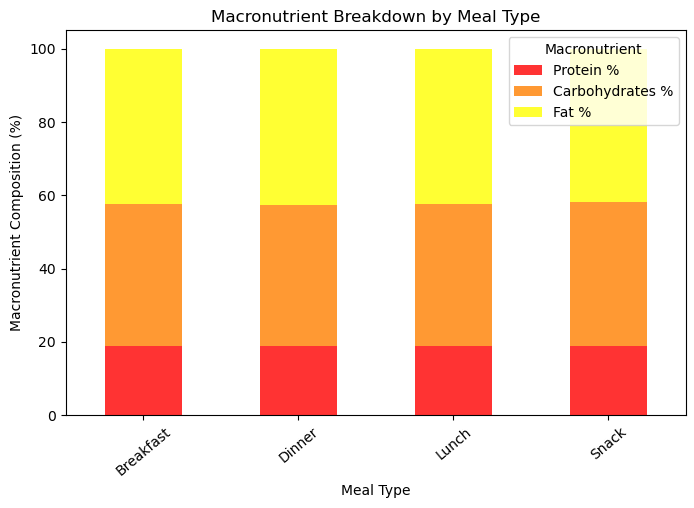 Macronutrient Breakdown by Meal Type
Macronutrient
Protein %
Carbohydrates %
Fat %
Macronutrient Composition (%)
100
80
60
40
20
0
Breakfast
Dinner
Lunch
Snack
Meal Type